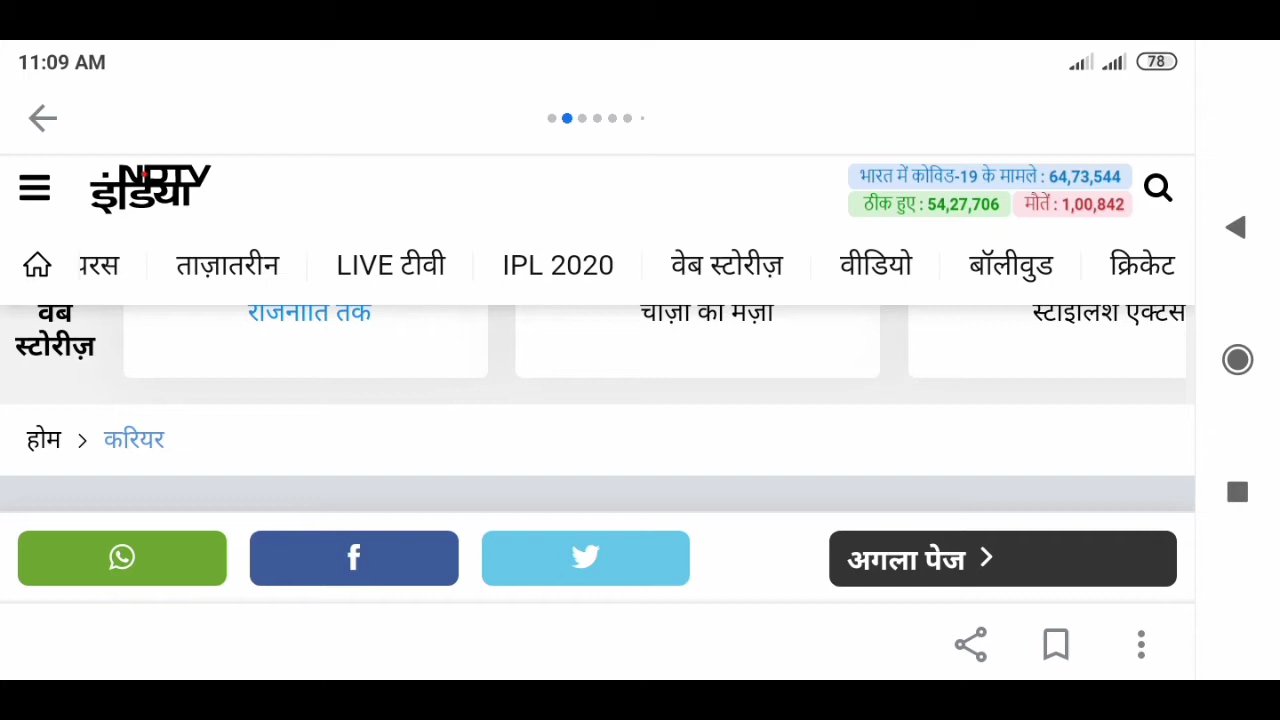 11:09 AM
78
NDTV
इंडिया
भारत में कोविड-19 के मामले : 64,73,544
ठीक हुए : 54,27,706 मौतें : 1,00,842
यरस ताज़ातरीन LIVE टीवी IPL 2020 वेब स्टोरीज़ वीडियो बॉलीवुड क्रिकेट
वेब
स्टोरीज़
राजनीति तक चीज़ों का मज़ा स्टाइलिश एक्टर्स
होम > करियर
f
अगला पेज >